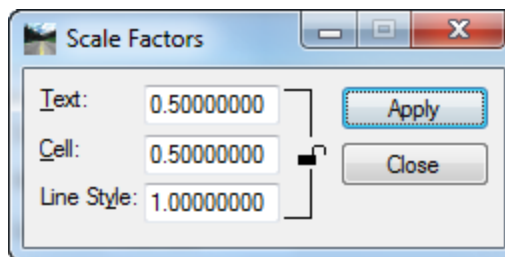 Scale Factors
Text: 0.50000000
Apply
Cell: 0.50000000
Close
Line Style: 1.00000000